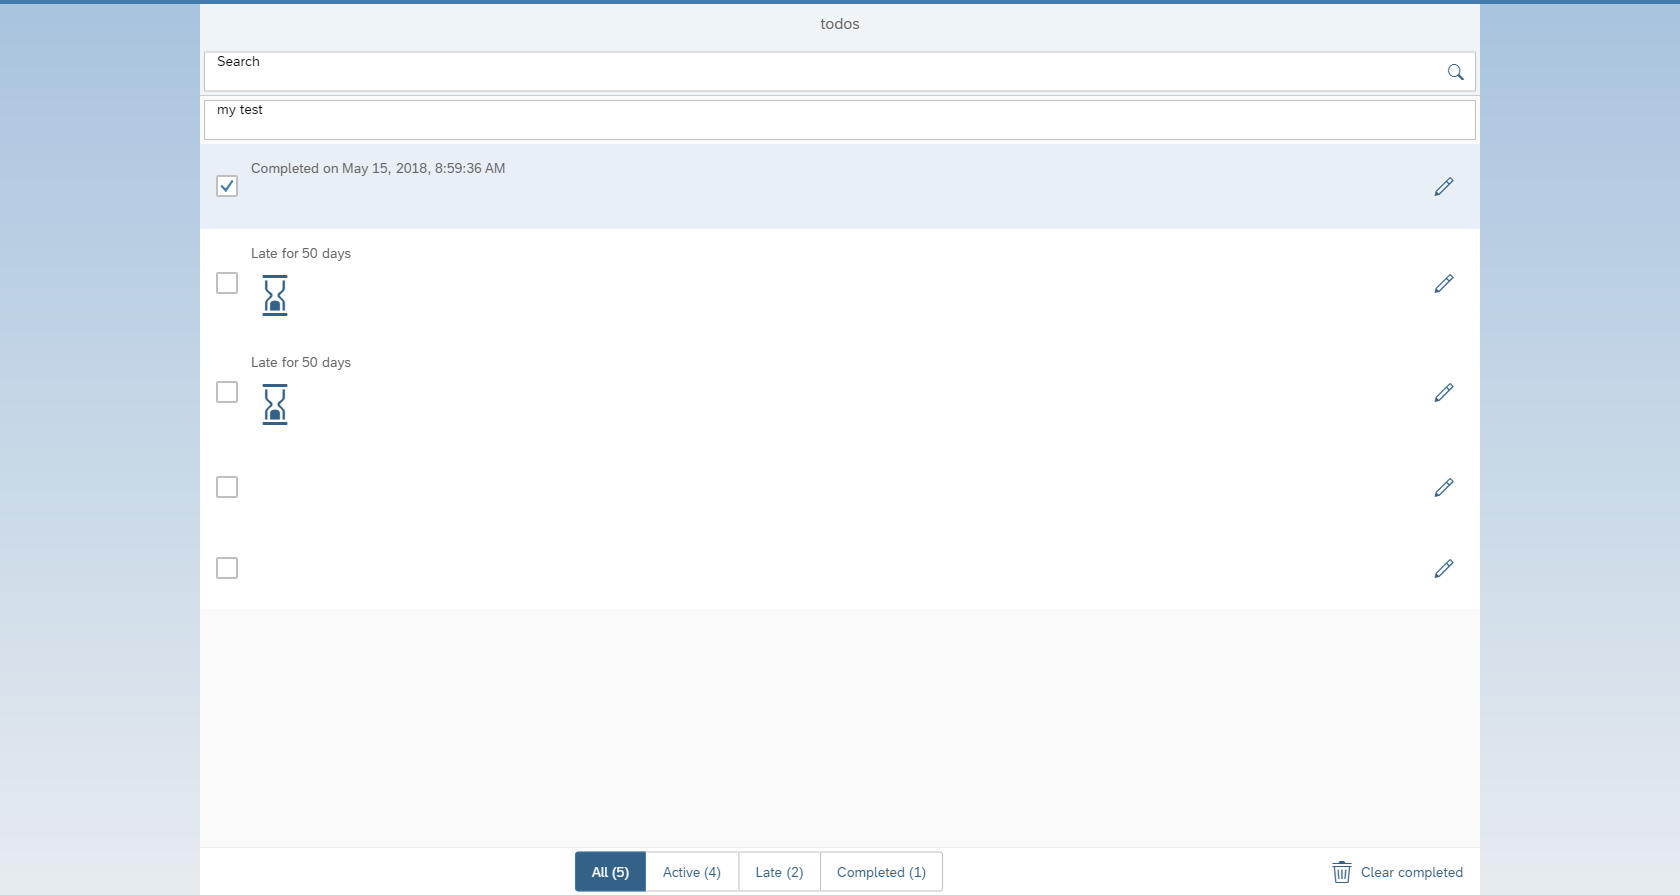 todos
Search
my test
Completed on May 15, 2018, 8:59:36 AM
Late for 50 days
Late for 50 days
All (5)
Active (4)
Late (2)
Completed (1)
Clear completed